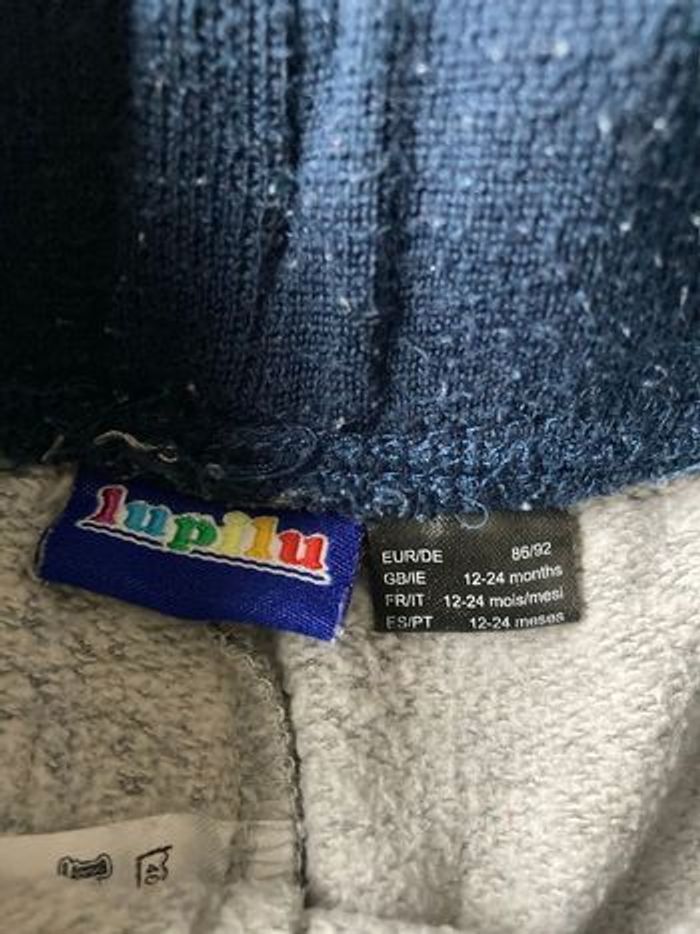 lupilu
EUR/DE 86/92
GB/IE 12-24 months
FR/IT 12-24 mois/mesi
ES/PT 12-24 meses
40